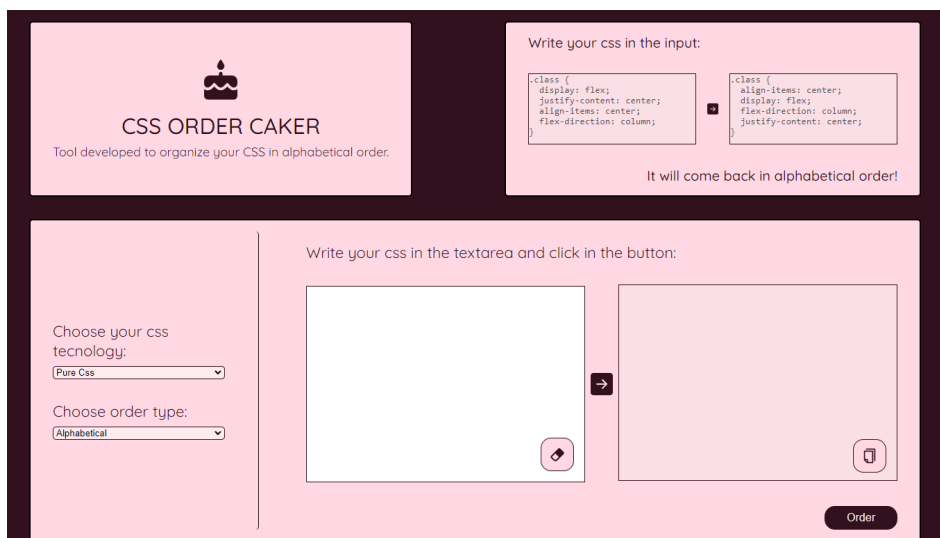 CSS ORDER CAKER
Tool developed to organize your CSS in alphabetical order.
Write your css in the input:
.class {
display: flex;
justify-content: center;
align-items: center;
flex-direction: column;
}
.class {
align-items: center;
display: flex;
flex-direction: column;
justify-content: center;
}
It will come back in alphabetical order!
Choose your css
tecnology:
Pure Css
Choose order type:
Alphabetical
Write your css in the textarea and click in the button:
Order